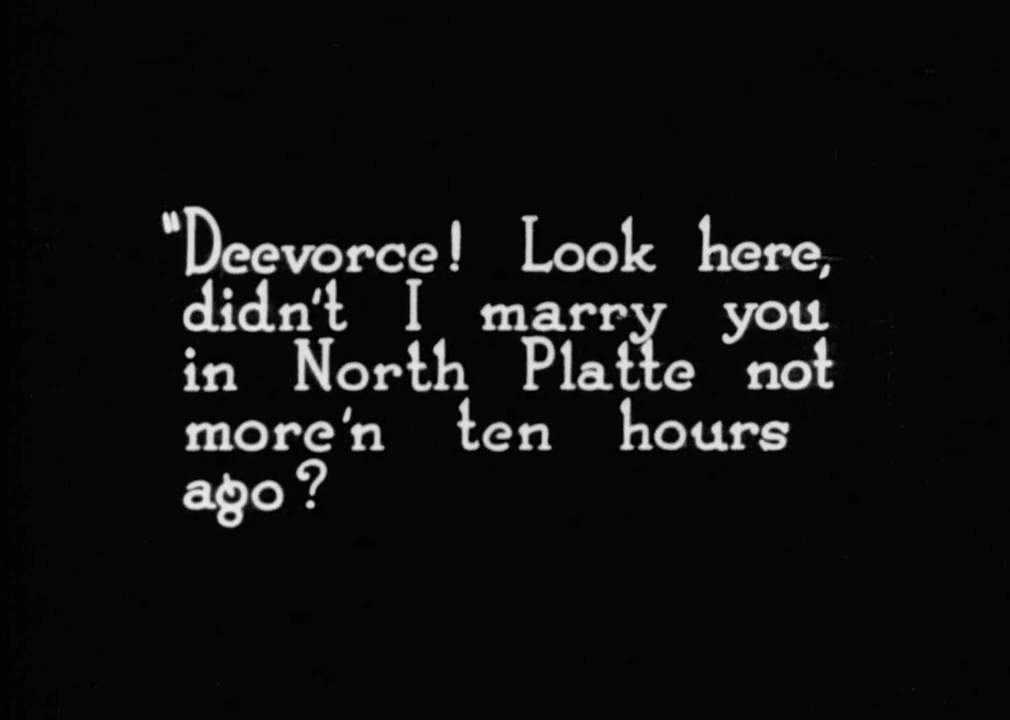 "Deevorce! Look here,
didn't I marry you
in North Platte not
more'n ten hours
ago?